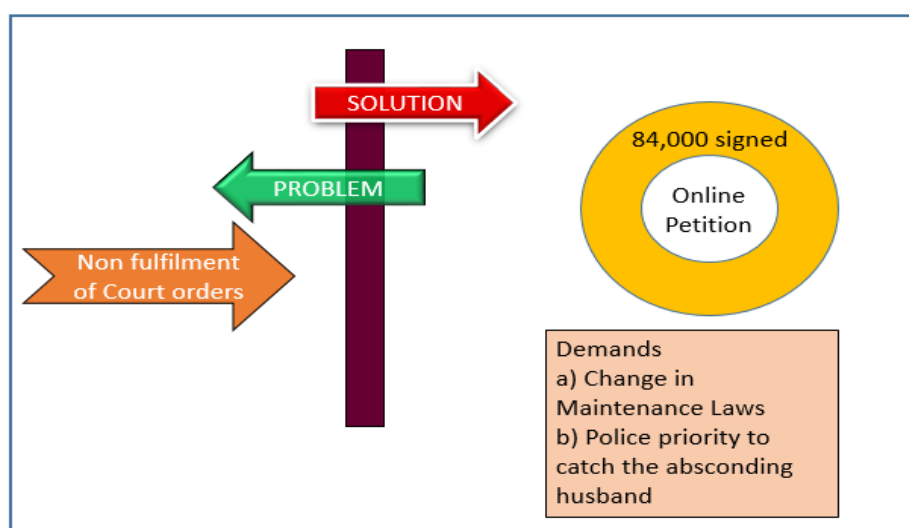 SOLUTION
PROBLEM
Non fulfilment
of Court orders
84,000 signed
Online
Petition
Demands
a) Change in
Maintenance Laws
b) Police priority to
catch the absconding
husband